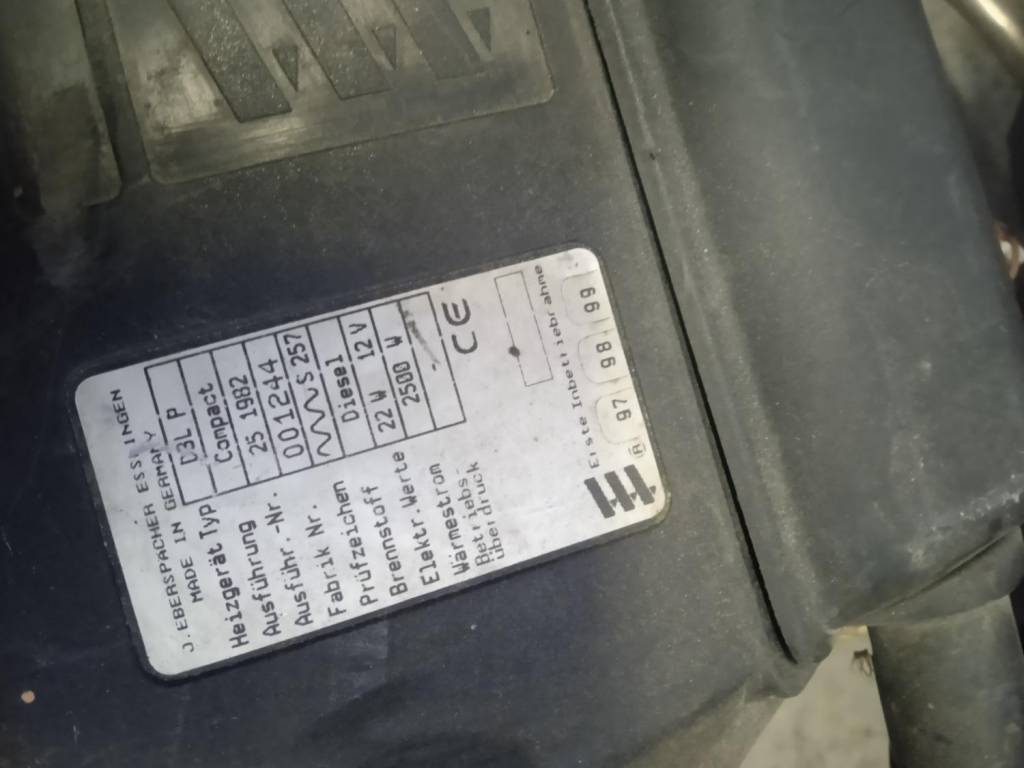 J. EBERSPÄCHER ESSLINGEN
MADE IN GERMANY
Heizgerät Typ D3L P
Ausführung Compact
Ausführ.-Nr. 25 1982
Fabrik Nr. 001244
Prüfzeichen S 257
Brennstoff Diesel
Elektr. Werte 22 W 12 V
Wärmestrom 2500 W
Betriebs-
überdruck
CE
Erste Inbetriebnahme
97 98 99